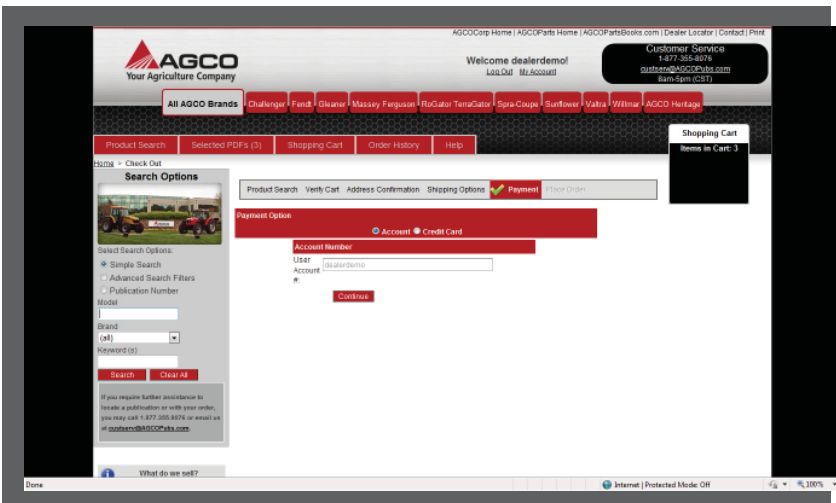 AGCOCorp Home | AGCOParts Home | AGCOPartsBooks.com | Dealer Locator | Contact | Print
AGCO
Your Agriculture Company
Welcome dealerdemo!
Log Out My Account
Customer Service
1-877-355-8076
custserv@AGCOPubs.com
8am-5pm (CST)
All AGCO Brands Challenger Fendt Gleaner Massey Ferguson RoGator TerraGator Spra-Coupe Sunflower Valtra Willmar AGCO Heritage
Shopping Cart
Items in Cart: 3
Product Search Selected PDFs (3) Shopping Cart Order History Help
Home > Check Out
Search Options
Product Search Verify Cart Address Confirmation Shipping Options Payment Place Order
Payment Option
Account Credit Card
Account Number
User Account #: dealerdemo
Continue
Select Search Options:
Simple Search
Advanced Search Filters
Publication Number
Model
Brand
(all)
Keyword (s)
Search Clear All
If you require further assistance to
locate a publication or with your order,
you may call 1-877-355-8076 or email us
at custserv@AGCOPubs.com.
What do we sell?
Done
Internet | Protected Mode: Off
100%